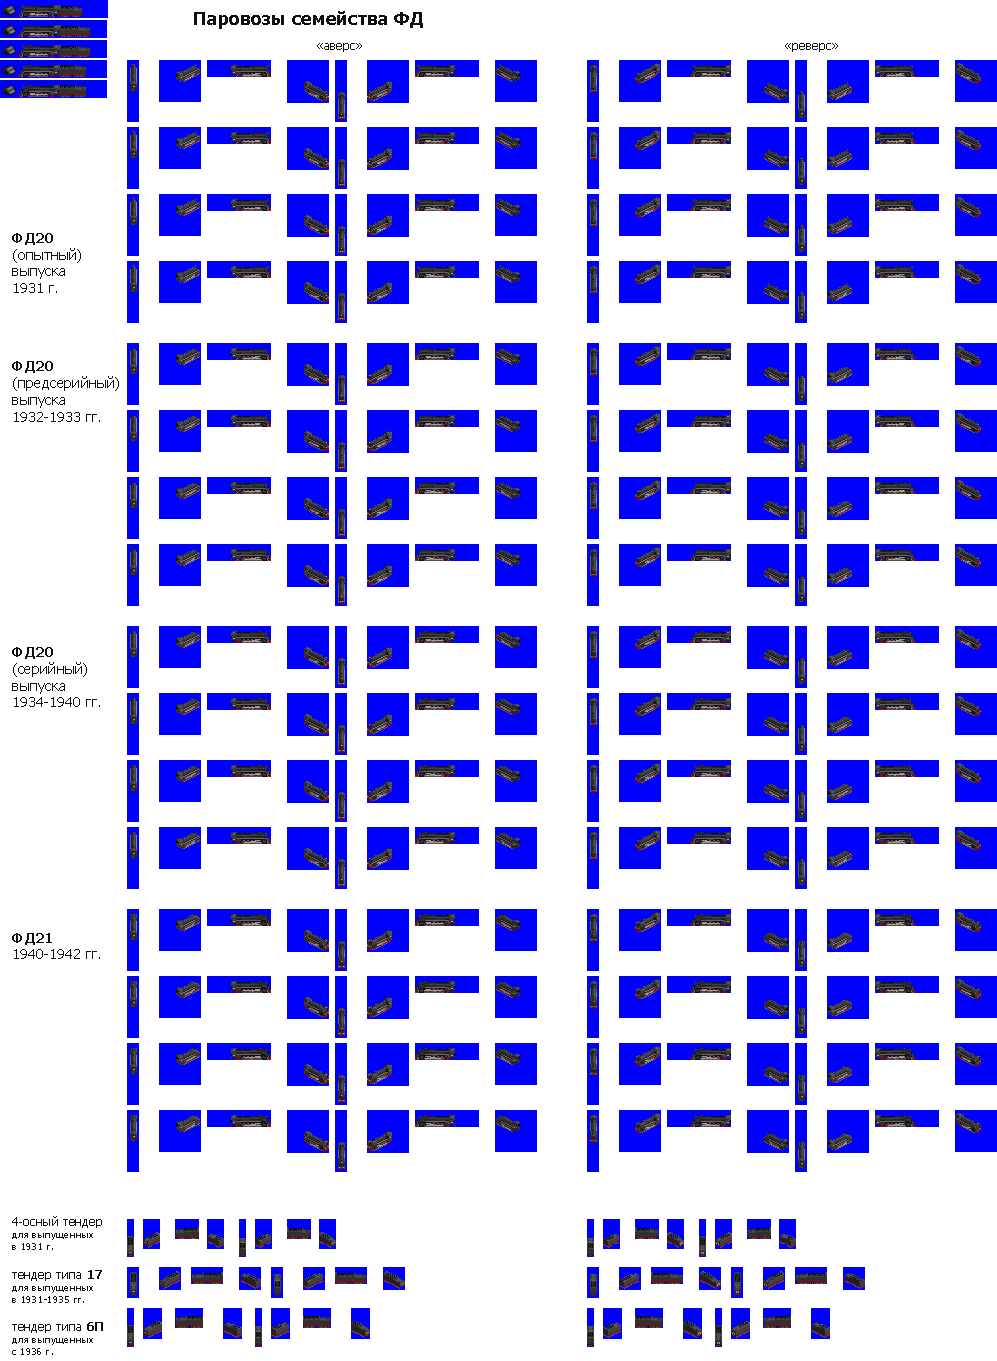 Паровозы семейства ФД
«аверс»
«реверс»
ФД20
(опытный)
выпуска
1931 г.
ФД20
(предсерийный)
выпуска
1932-1933 гг.
ФД20
(серийный)
выпуска
1934-1940 гг.
ФД21
1940-1942 гг.
4-осный тендер
для выпущенных
в 1931 г.
тендер типа 17
для выпущенных
в 1931-1935 гг.
тендер типа 6П
для выпущенных
с 1936 г.